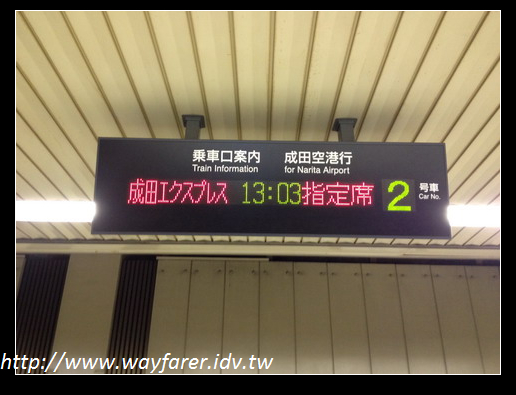 乗車口案内 成田空港行
Train Information for Narita Airport
成田エクスプレス 13:03 指定席 2 号車
Car No.
http://www.wayfarer.idv.tw